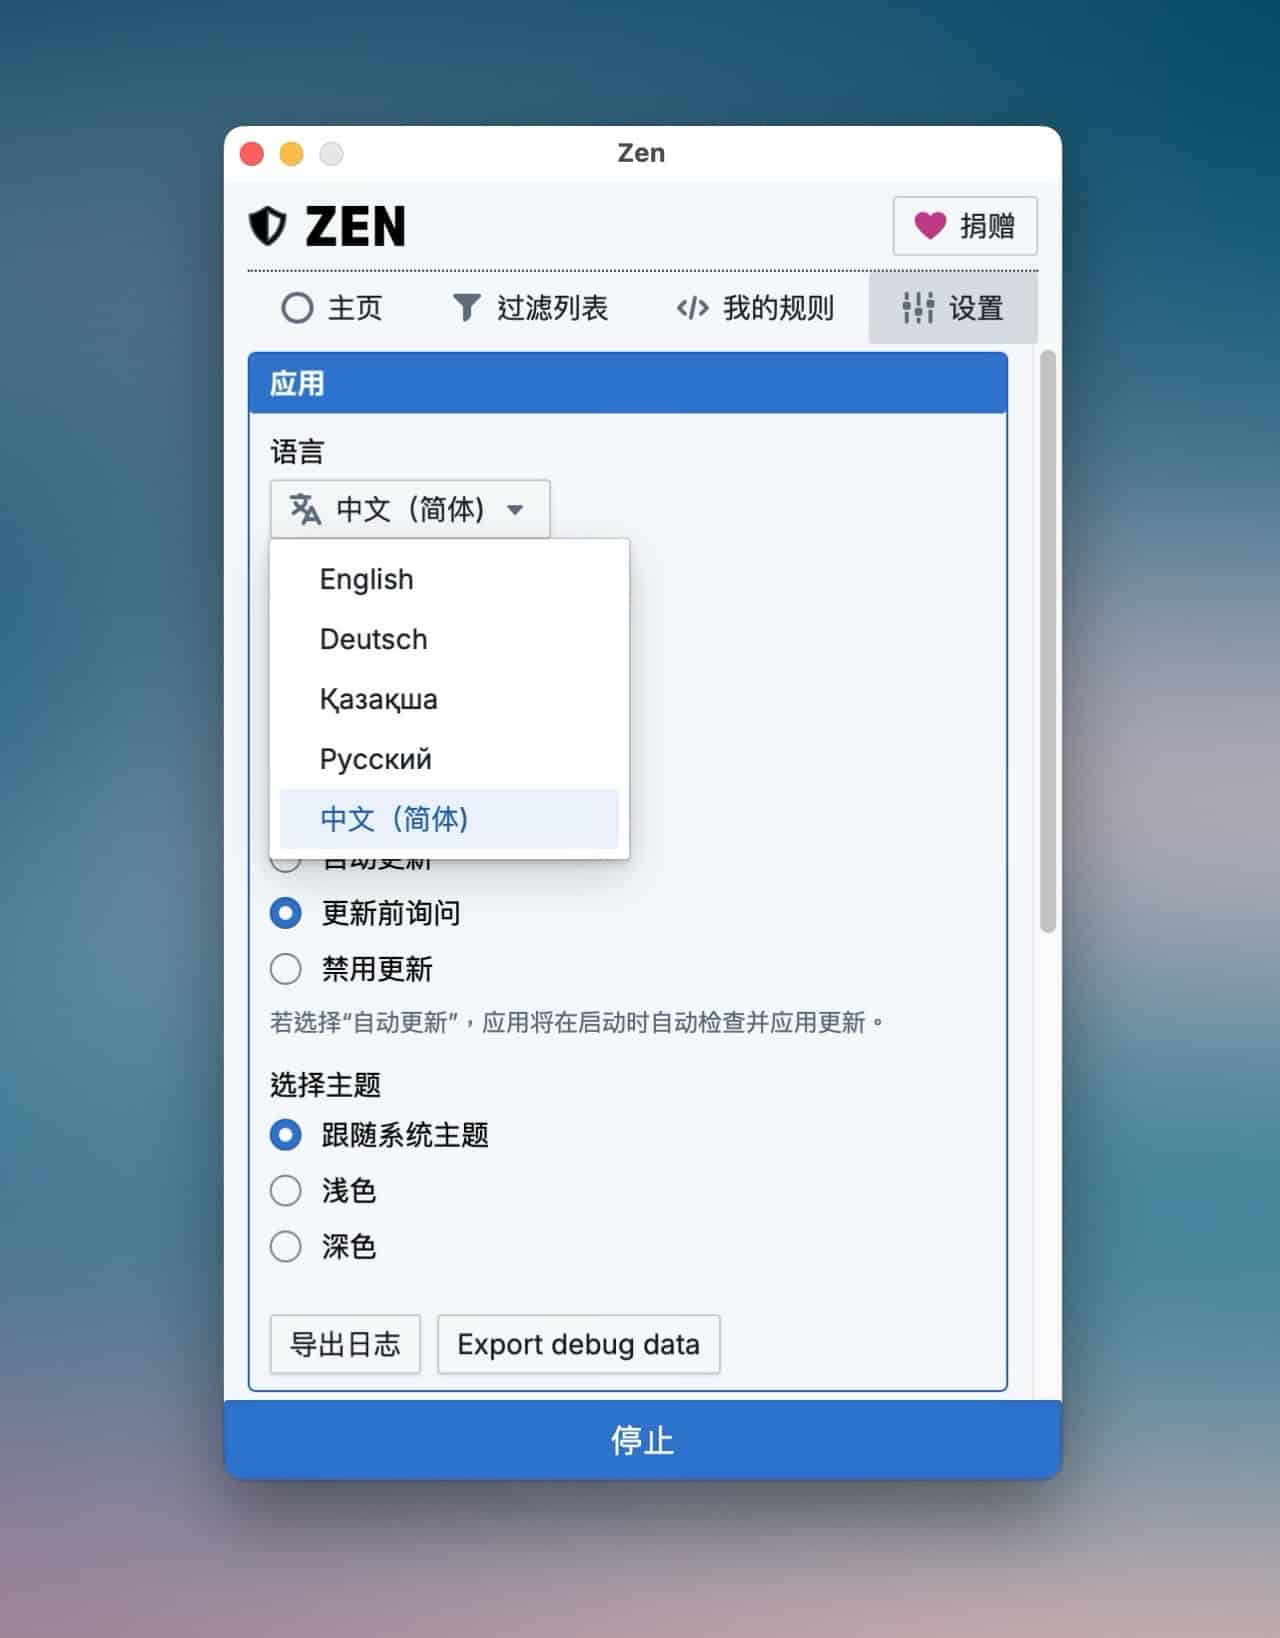 Zen
ZEN
捐赠
主页 过滤列表 </> 我的规则 设置
应用
语言
中文（简体)
English
Deutsch
Қазақша
Русский
中文（简体)
自动更新
更新前询问
禁用更新
若选择“自动更新”，应用将在启动时自动检查并应用更新。
选择主题
跟随系统主题
浅色
深色
导出日志 Export debug data
停止